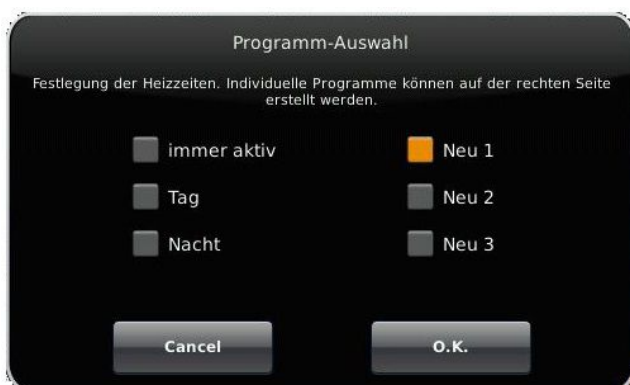 Programm-Auswahl
Festlegung der Heizzeiten. Individuelle Programme können auf der rechten Seite
erstellt werden.
immer aktiv
Neu 1
Tag
Neu 2
Nacht
Neu 3
Cancel
O.K.